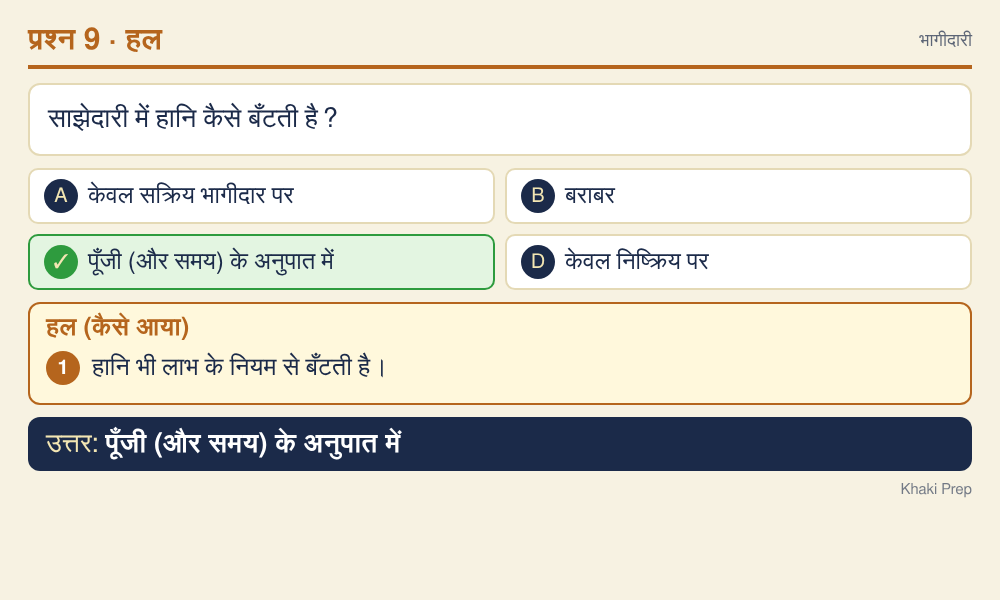 प्रश्न 9 · हल
भागीदारी
साझेदारी में हानि कैसे बँटती है ?
A केवल सक्रिय भागीदार पर
B बराबर
✓ पूँजी (और समय) के अनुपात में
D केवल निष्क्रिय पर
हल (कैसे आया)
1 हानि भी लाभ के नियम से बँटती है।
उत्तर: पूँजी (और समय) के अनुपात में
Khaki Prep